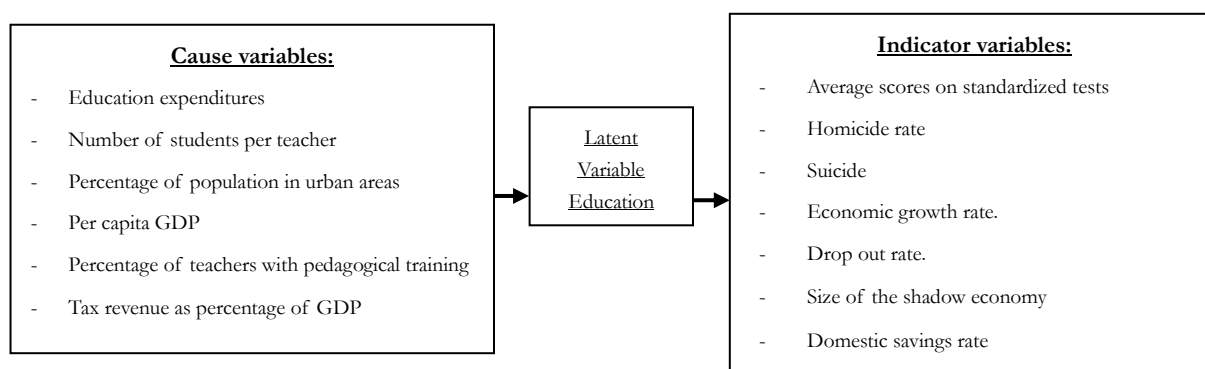 Cause variables:
- Education expenditures
- Number of students per teacher
- Percentage of population in urban areas
- Per capita GDP
- Percentage of teachers with pedagogical training
- Tax revenue as percentage of GDP
Latent
Variable
Education
Indicator variables:
- Average scores on standardized tests
- Homicide rate
- Suicide
- Economic growth rate.
- Drop out rate.
- Size of the shadow economy
- Domestic savings rate